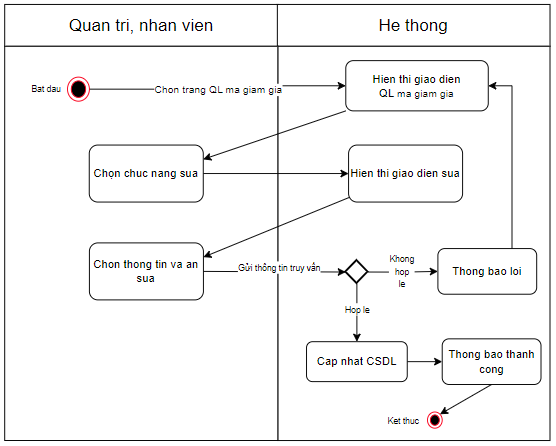 Quan tri, nhan vien
He thong
Bat dau
Chon trang QL ma giam gia
Hien thi giao dien
QL ma giam gia
Chọn chuc nang sua
Hien thi giao dien sua
Chon thong tin va an
sua
Gửi thông tin truy vấn
Khong
hop
le
Thong bao loi
Hop le
Cap nhat CSDL
Thong bao thanh
cong
Ket thuc